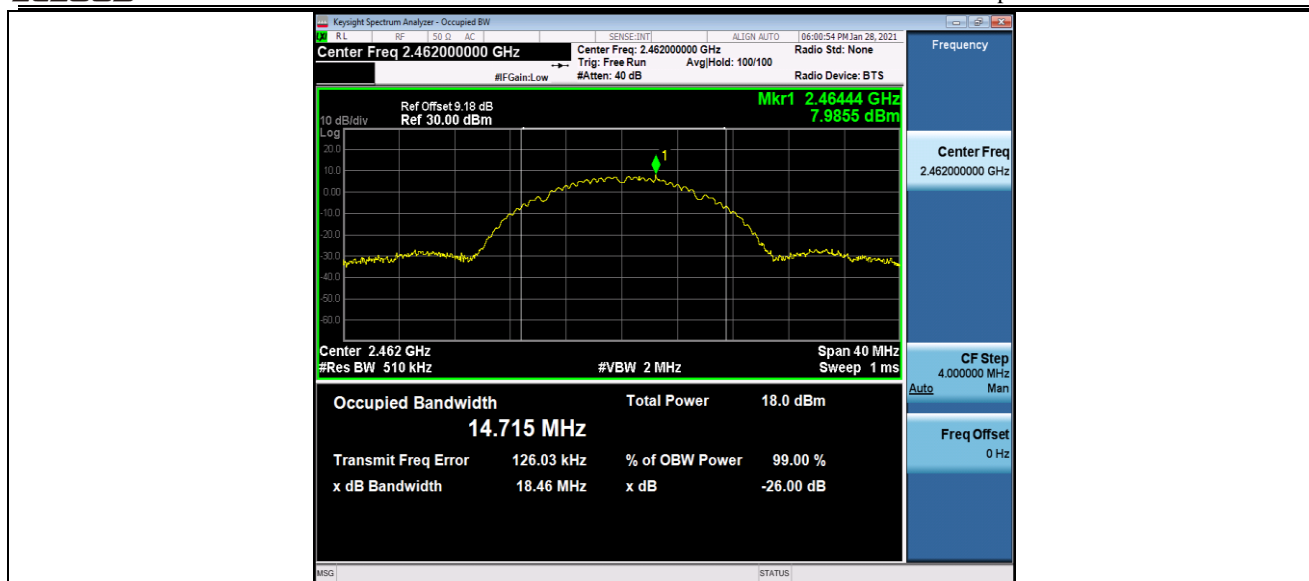 Keysight Spectrum Analyzer - Occupied BW
RL RF 50 Ω AC SENSE:INT ALIGN AUTO 06:00:54 PM Jan 28, 2021
Center Freq 2.462000000 GHz
Center Freq: 2.462000000 GHz Radio Std: None
Trig: Free Run Avg|Hold: 100/100
#IFGain:Low #Atten: 40 dB Radio Device: BTS
Frequency
Mkr1 2.46444 GHz
7.9855 dBm
Ref Offset 9.18 dB
10 dB/div Ref 30.00 dBm
Log
20.0
10.0
0.00
-10.0
-20.0
-30.0
-40.0
-50.0
-60.0
1
Center 2.462 GHz Span 40 MHz
#Res BW 510 kHz #VBW 2 MHz Sweep 1 ms
Occupied Bandwidth Total Power 18.0 dBm
14.715 MHz
Transmit Freq Error 126.03 kHz % of OBW Power 99.00 %
x dB Bandwidth 18.46 MHz x dB -26.00 dB
Center Freq
2.462000000 GHz
CF Step
4.000000 MHz
Auto Man
Freq Offset
0 Hz
MSG STATUS